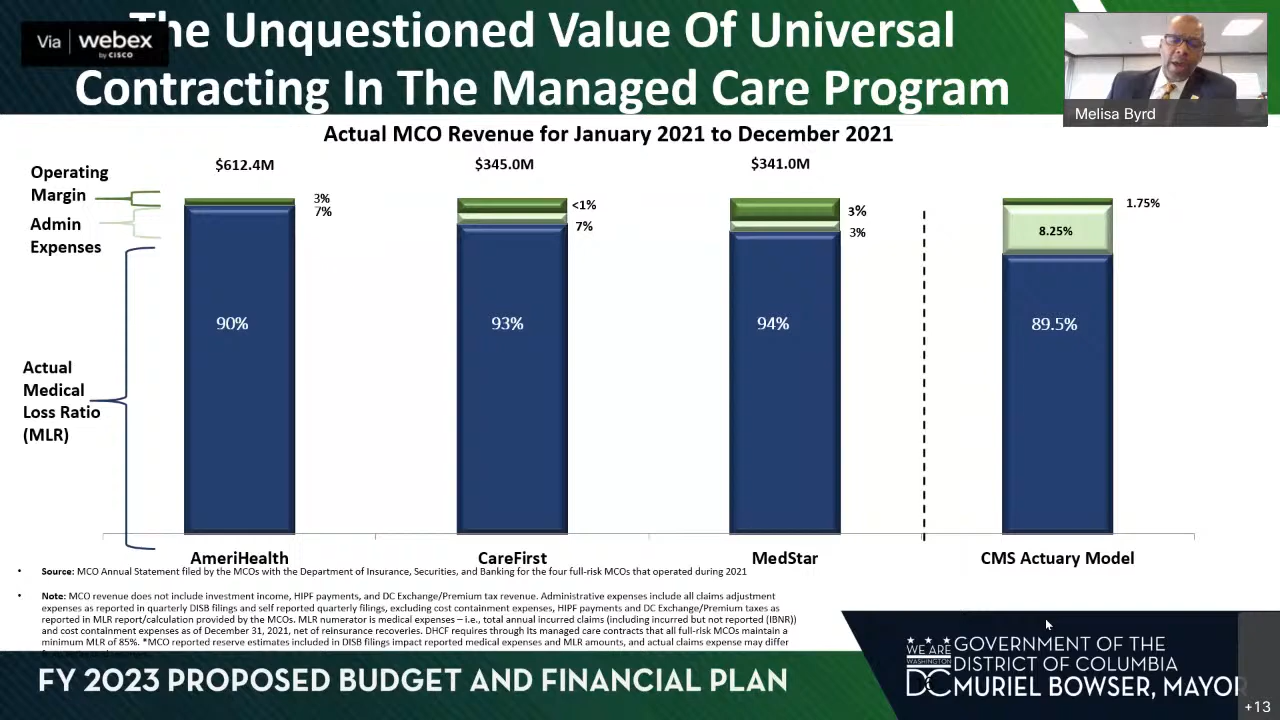 Via | webex
by CISCO
The Unquestioned Value Of Universal
Contracting In The Managed Care Program
Melisa Byrd
Actual MCO Revenue for January 2021 to December 2021
$612.4M
$345.0M
$341.0M
Operating
Margin
Admin
Expenses
3%
7%
<1%
7%
3%
3%
1.75%
8.25%
90%
93%
94%
89.5%
Actual
Medical
Loss Ratio
(MLR)
AmeriHealth
CareFirst
MedStar
CMS Actuary Model
• Source: MCO Annual Statement filed by the MCOs with the Department of Insurance, Securities, and Banking for the four full-risk MCOs that operated during 2021
• Note: MCO revenue does not include investment income, HIPF payments, and DC Exchange/Premium tax revenue. Administrative expenses include all claims adjustment
expenses as reported in quarterly DISB filings and self reported quarterly filings, excluding cost containment expenses, HIPF payments and DC Exchange/Premium taxes as
reported in MLR report/calculation provided by the MCOs. MLR numerator is medical expenses – i.e., total annual incurred claims (including incurred but not reported (IBNR))
and cost containment expenses as of December 31, 2021, net of reinsurance recoveries. DHCF requires through its managed care contracts that all full-risk MCOs maintain a
minimum MLR of 85%. *MCO reported reserve estimates included in DISB filings impact reported medical expenses and MLR amounts, and actual claims expense may differ
FY 2023 PROPOSED BUDGET AND FINANCIAL PLAN
WE ARE
WASHINGTON
DC
GOVERNMENT OF THE
DISTRICT OF COLUMBIA
MURIEL BOWSER, MAYOR
+13